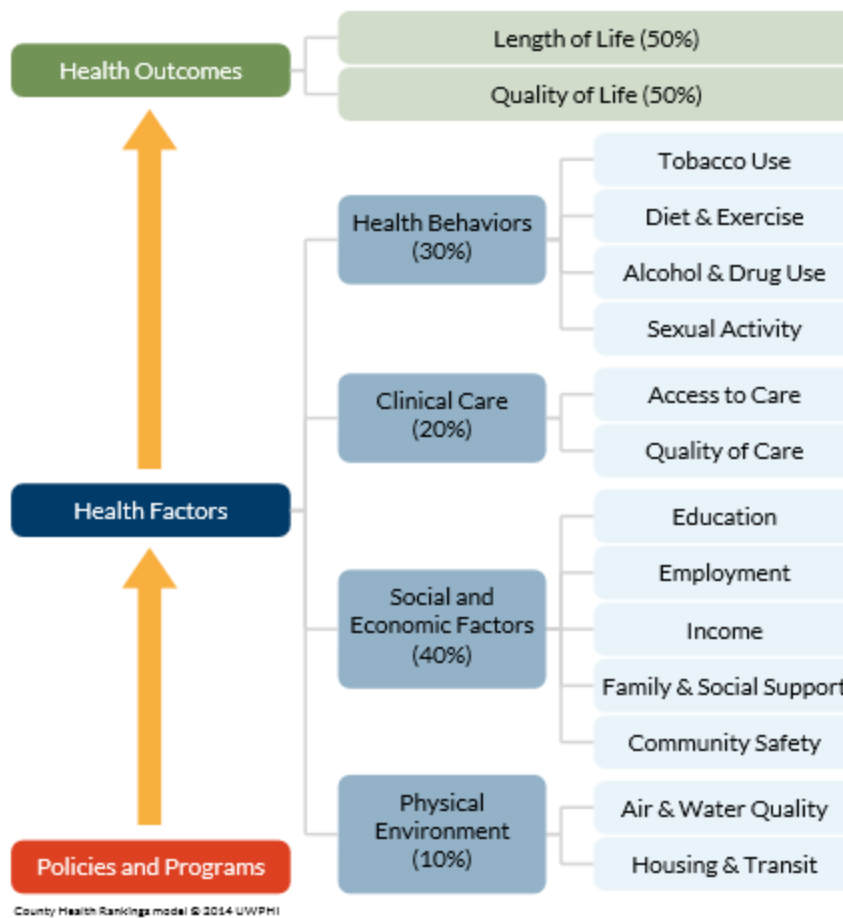 Health Outcomes
Length of Life (50%)
Quality of Life (50%)
Health Factors
Health Behaviors
(30%)
Tobacco Use
Diet & Exercise
Alcohol & Drug Use
Sexual Activity
Clinical Care
(20%)
Access to Care
Quality of Care
Social and
Economic Factors
(40%)
Education
Employment
Income
Family & Social Support
Community Safety
Physical
Environment
(10%)
Air & Water Quality
Housing & Transit
Policies and Programs
County Health Rankings model © 2014 UWPHI